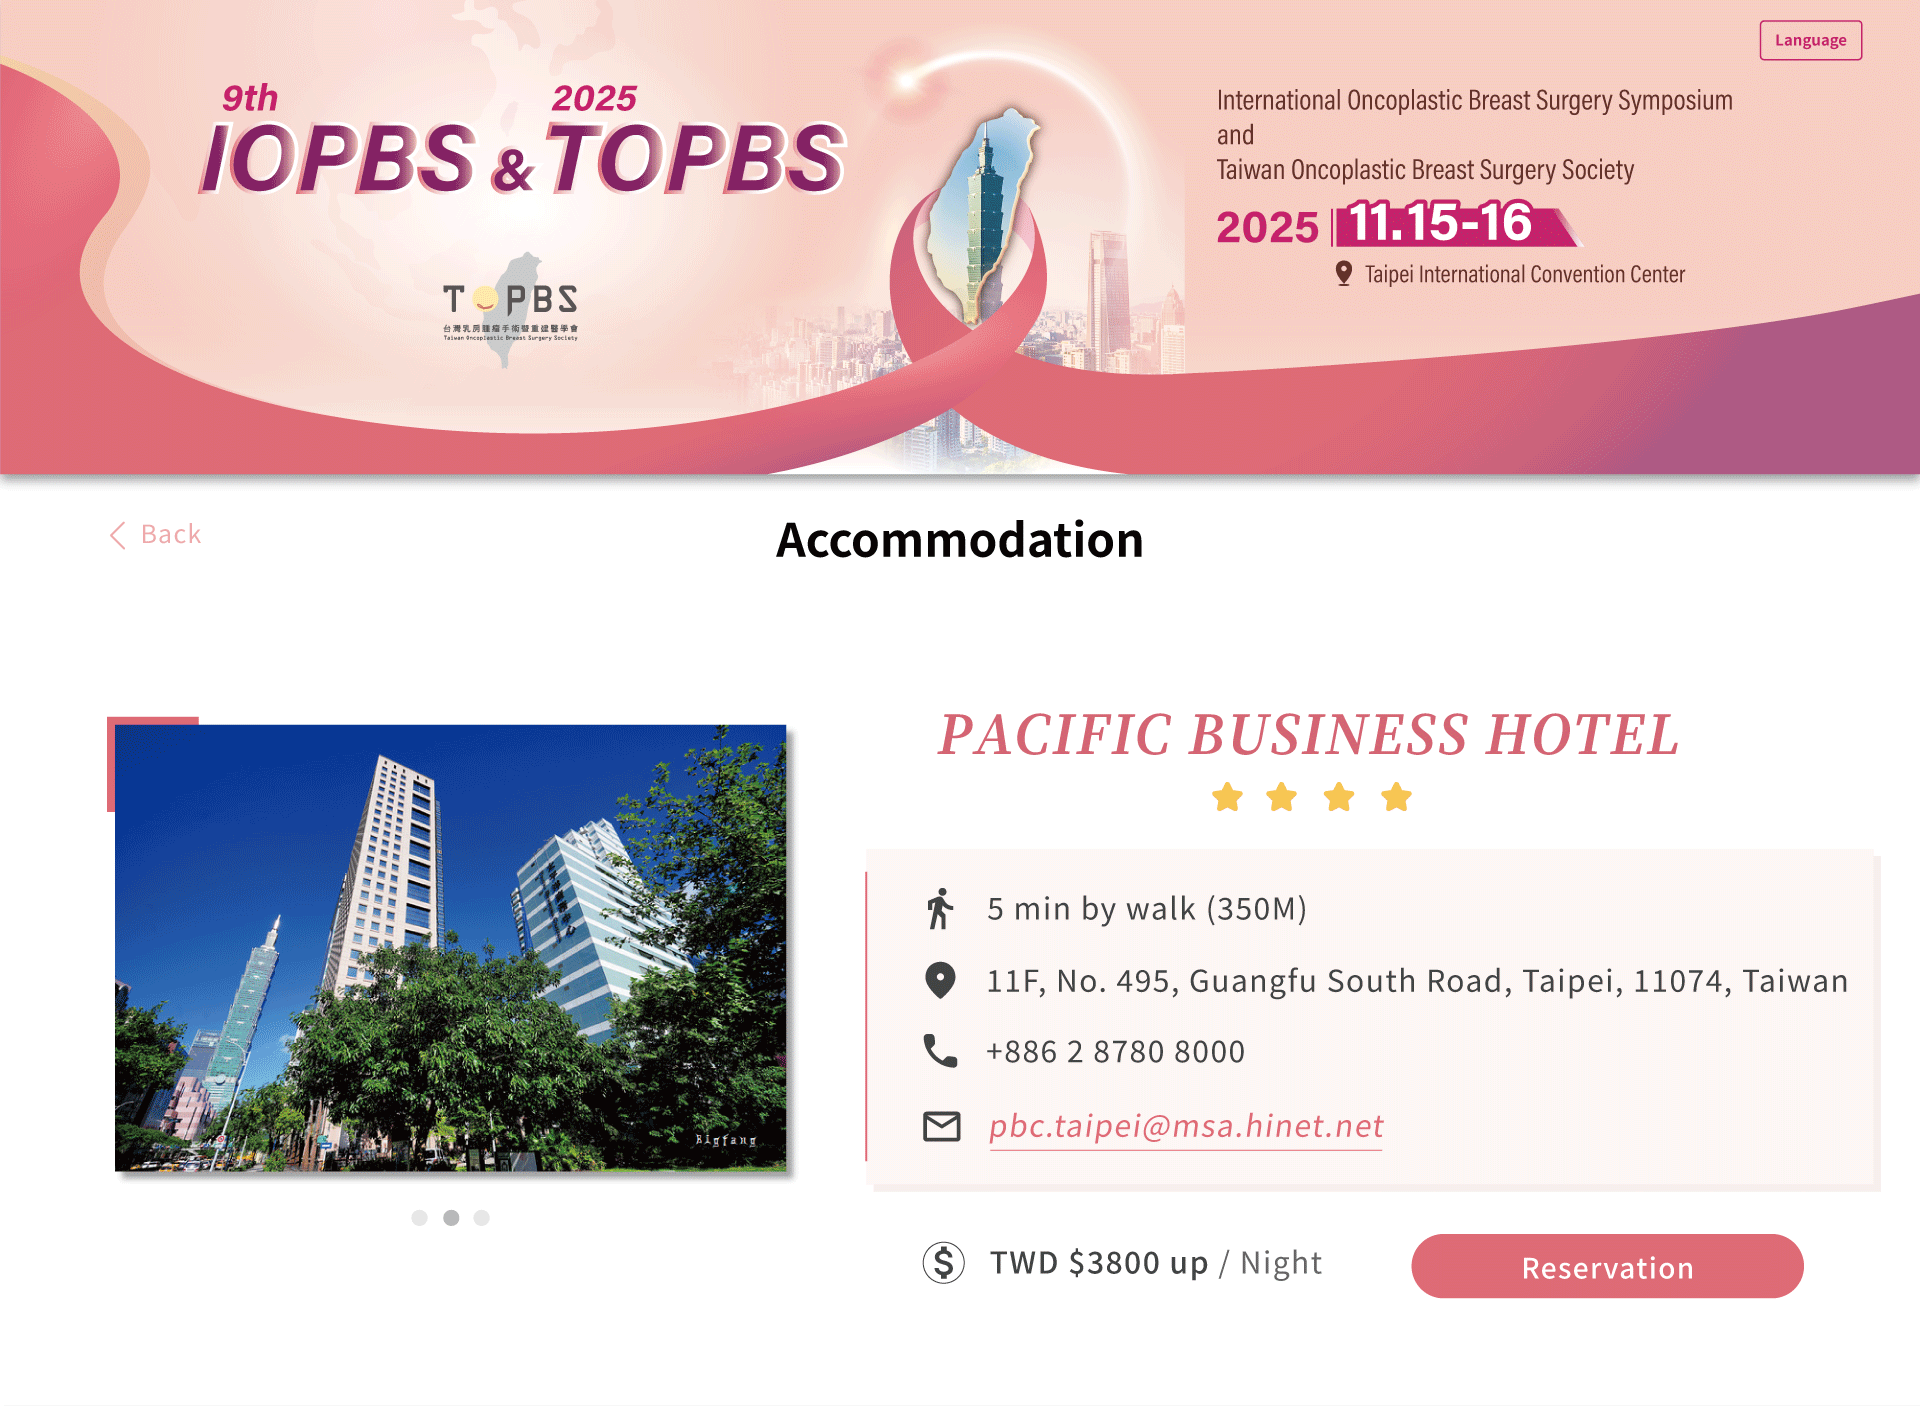 Language
9th
2025
IOPBS & TOPBS
International Oncoplastic Breast Surgery Symposium
and
Taiwan Oncoplastic Breast Surgery Society
2025 11.15-16
Taipei International Convention Center
TOPBS
台灣乳房腫瘤手術暨重建醫學會
Taiwan Oncoplastic Breast Surgery Society
Back
Accommodation
PACIFIC BUSINESS HOTEL
5 min by walk (350M)
11F, No. 495, Guangfu South Road, Taipei, 11074, Taiwan
+886 2 8780 8000
pbc.taipei@msa.hinet.net
Bigfang
TWD $3800 up / Night
Reservation